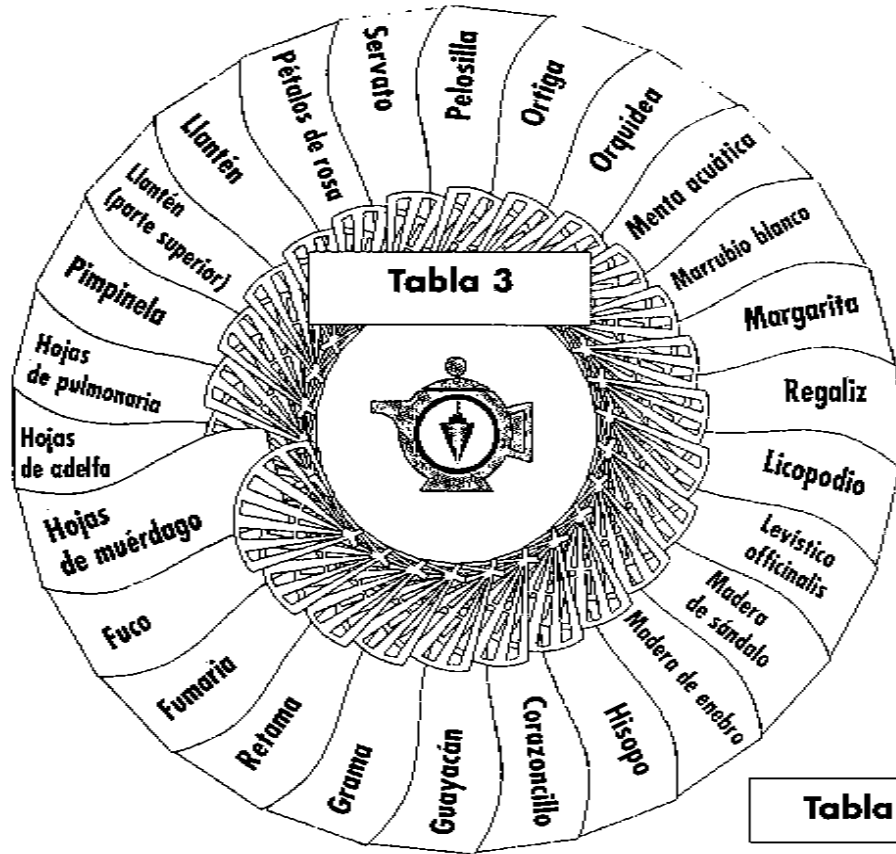 Servato
Pelosilla
Ortiga
Orquídea
Menta acuática
Marrubio blanco
Margarita
Regaliz
Licopodio
Levístico
officinalis
Madera
de sándalo
Madera de enebro
Hisopo
Corazoncillo
Guayacán
Grama
Retama
Fumaria
Fuco
Hojas
de muérdago
Hojas
de adelfa
Hojas
de pulmonaria
Pimpinela
Llantén
(parte superior)
Llantén
Pétalos de rosa
Tabla 3
Tabla